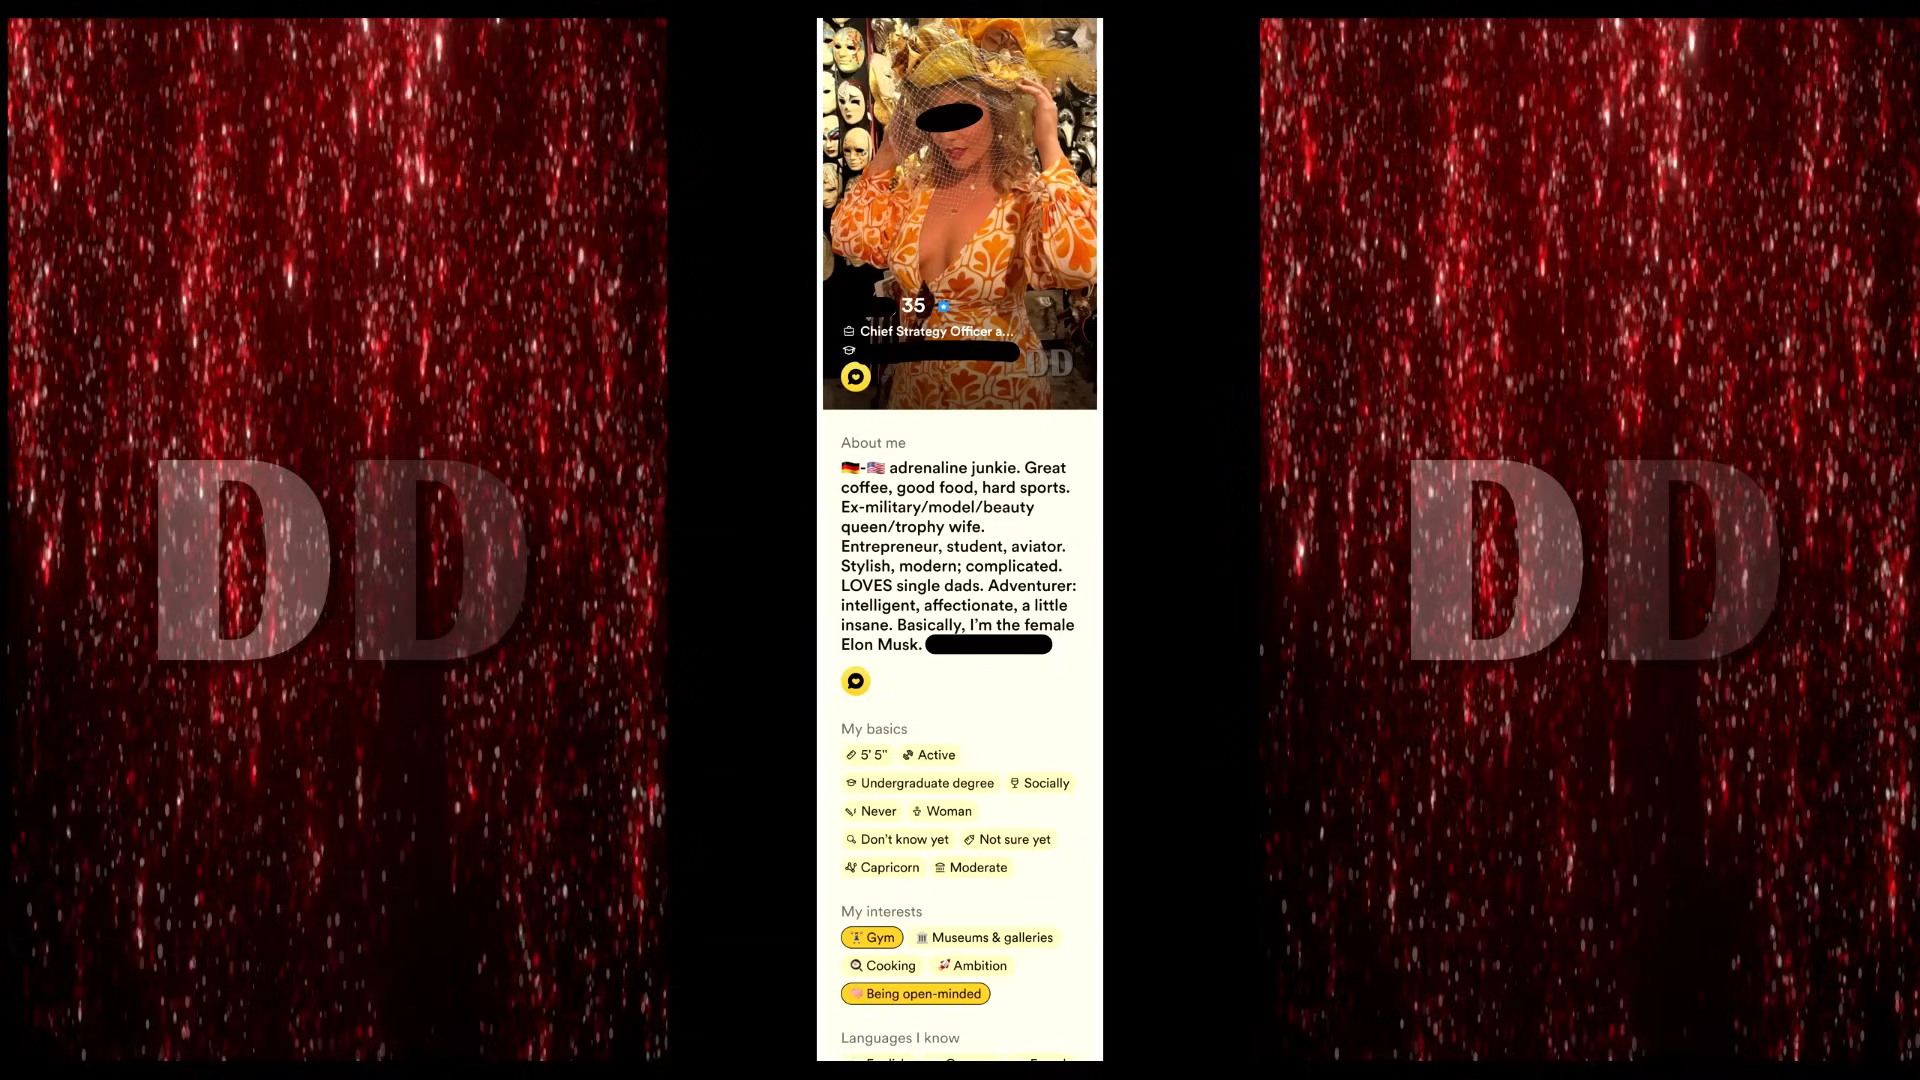 35
Chief Strategy Officer a...
DD
About me
🇩🇪-🇺🇸 adrenaline junkie. Great
coffee, good food, hard sports.
Ex-military/model/beauty
queen/trophy wife.
Entrepreneur, student, aviator.
Stylish, modern; complicated.
LOVES single dads. Adventurer:
intelligent, affectionate, a little
insane. Basically, I'm the female
Elon Musk.
DD
DD
My basics
5' 5"
Active
Undergraduate degree
Socially
Never
Woman
Don't know yet
Not sure yet
Capricorn
Moderate
My interests
Gym
Museums & galleries
Cooking
Ambition
Being open-minded
Languages I know